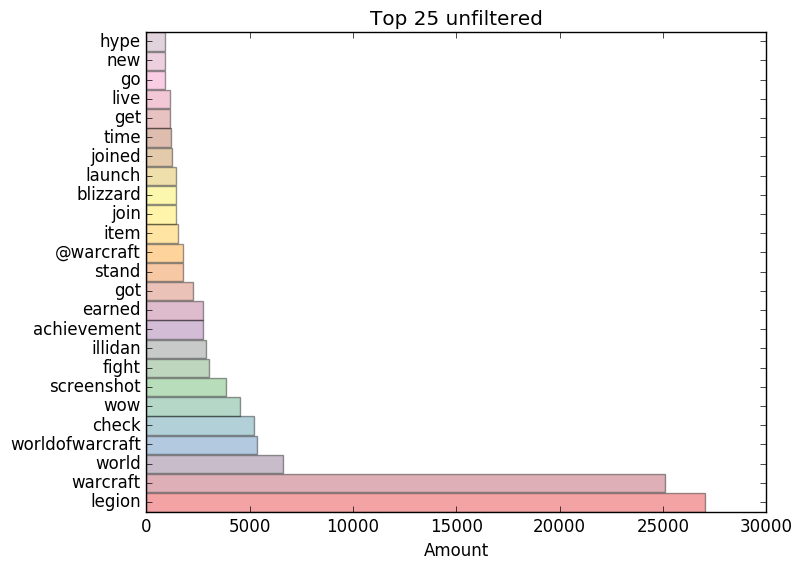 Top 25 unfiltered
hype
new
go
live
get
time
joined
launch
blizzard
join
item
@warcraft
stand
got
earned
achievement
illidan
fight
screenshot
wow
check
worldofwarcraft
world
warcraft
legion
0 5000 10000 15000 20000 25000 30000
Amount